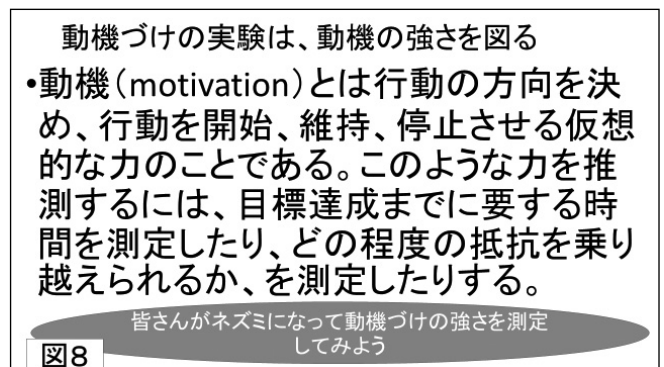 動機づけの実験は、動機の強さを図る
•動機（motivation）とは行動の方向を決
め、行動を開始、維持、停止させる仮想
的な力のことである。このような力を推
測するには、目標達成までに要する時
間を測定したり、どの程度の抵抗を乗り
越えられるか、を測定したりする。
皆さんがネズミになって動機づけの強さを測定
してみよう
図８